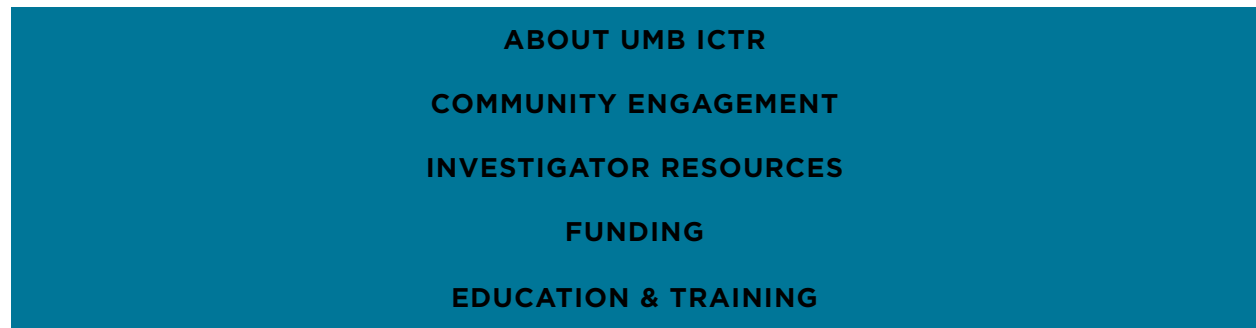 ABOUT UMB ICTR
COMMUNITY ENGAGEMENT
INVESTIGATOR RESOURCES
FUNDING
EDUCATION & TRAINING